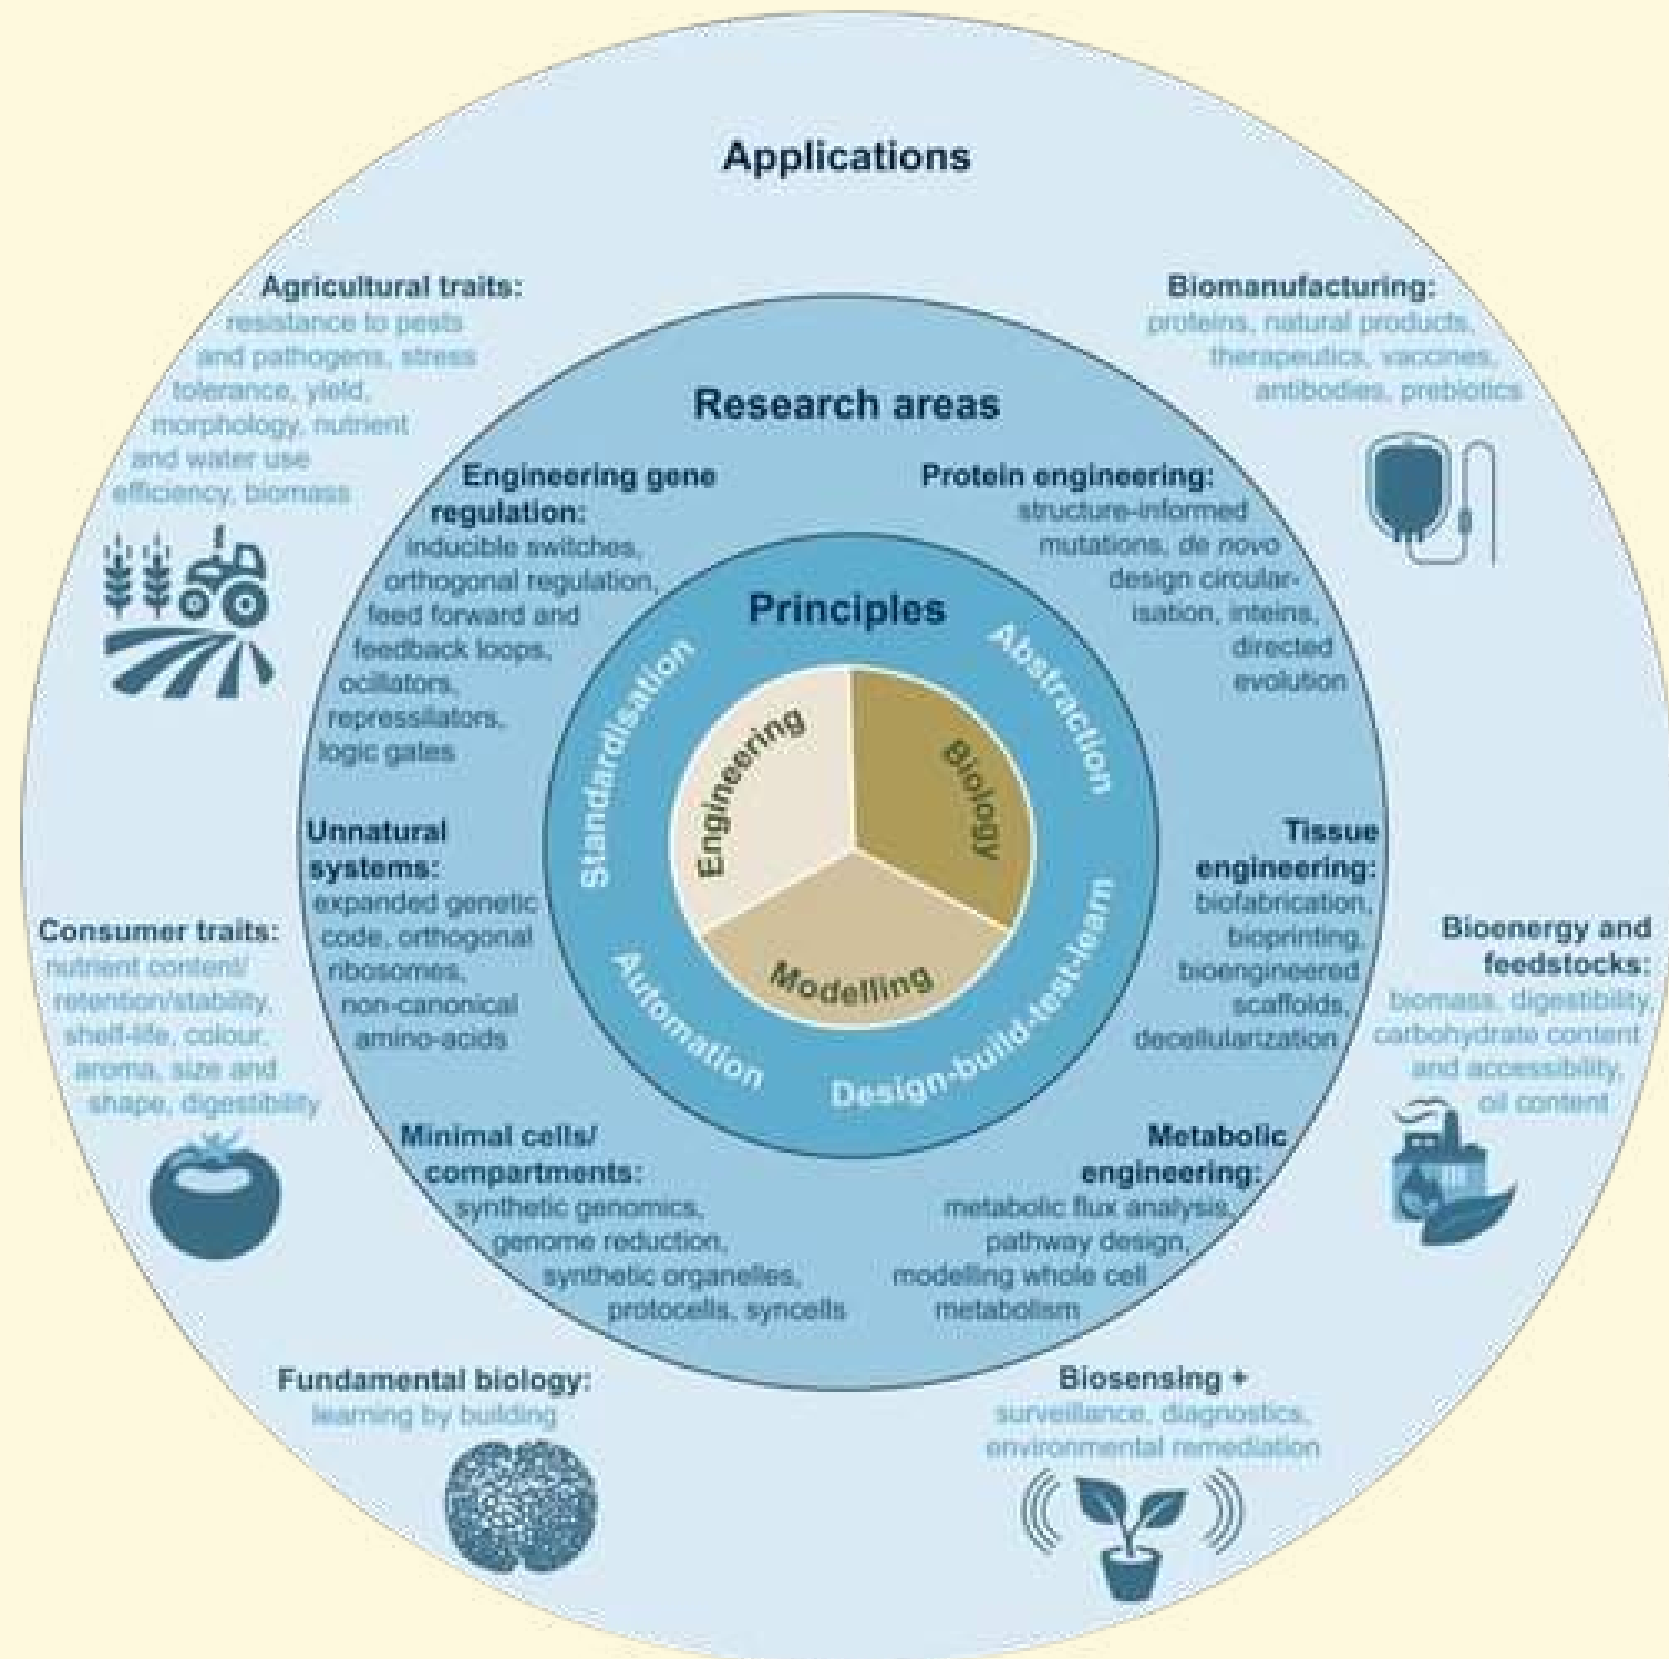 Applications
Agricultural traits:
resistance to pests
and pathogens, stress
tolerance, yield,
morphology, nutrient
and water use
efficiency, biomass
Biomanufacturing:
proteins, natural products,
therapeutics, vaccines,
antibodies, prebiotics
Research areas
Engineering gene
regulation:
inducible switches,
orthogonal regulation,
feed forward and
feedback loops,
ocillators,
repressilators,
logic gates
Protein engineering:
structure-informed
mutations, de novo
design circular-
isation, inteins,
directed
evolution
Principles
Standardisation
Abstraction
Engineering
Biology
Modelling
Automation
Design-build-test-learn
Unnatural
systems:
expanded genetic
code, orthogonal
ribosomes,
non-canonical
amino-acids
Tissue
engineering:
biofabrication,
bioprinting,
bioengineered
scaffolds,
decellularization
Consumer traits:
nutrient content/
retention/stability,
shelf-life, colour,
aroma, size and
shape, digestibility
Bioenergy and
feedstocks:
biomass, digestibility,
carbohydrate content
and accessibility,
oil content
Minimal cells/
compartments:
synthetic genomics,
genome reduction,
synthetic organelles,
protocells, syncells
Metabolic
engineering:
metabolic flux analysis,
pathway design,
modelling whole cell
metabolism
Fundamental biology:
learning by building
Biosensing +
surveillance, diagnostics,
environmental remediation